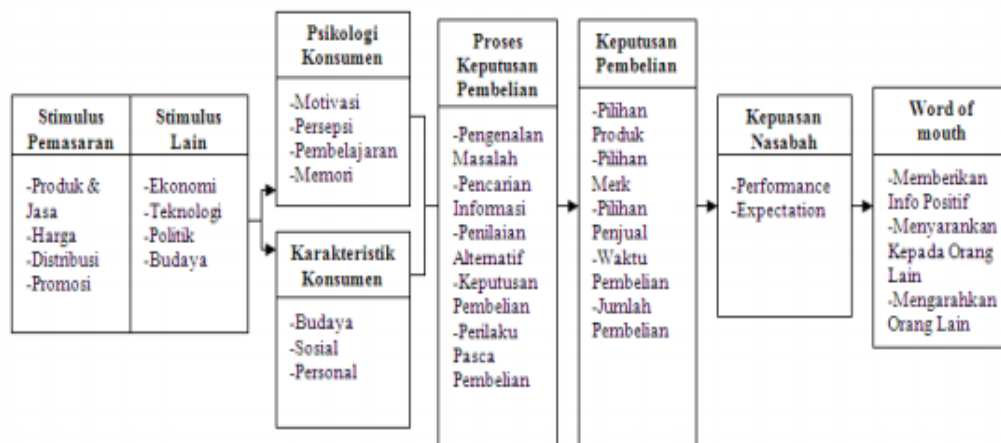 Stimulus
Pemasaran
-Produk &
Jasa
-Harga
-Distribusi
-Promosi
Stimulus
Lain
-Ekonomi
-Teknologi
-Politik
-Budaya
Psikologi
Konsumen
-Motivasi
-Persepsi
-Pembelajaran
-Memori
Karakteristik
Konsumen
-Budaya
-Sosial
-Personal
Proses
Keputusan
Pembelian
-Pengenalan
Masalah
-Pencarian
Informasi
-Penilaian
Alternatif
-Keputusan
Pembelian
-Perilaku
Pasca
Pembelian
Keputusan
Pembelian
-Pilihan
Produk
-Pilihan
Merk
-Pilihan
Penjual
-Waktu
Pembelian
-Jumlah
Pembelian
Kepuasan
Nasabah
-Performance
-Expectation
Word of
mouth
-Memberikan
Info Positif
-Menyarankan
Kepada Orang
Lain
-Mengarahkan
Orang Lain